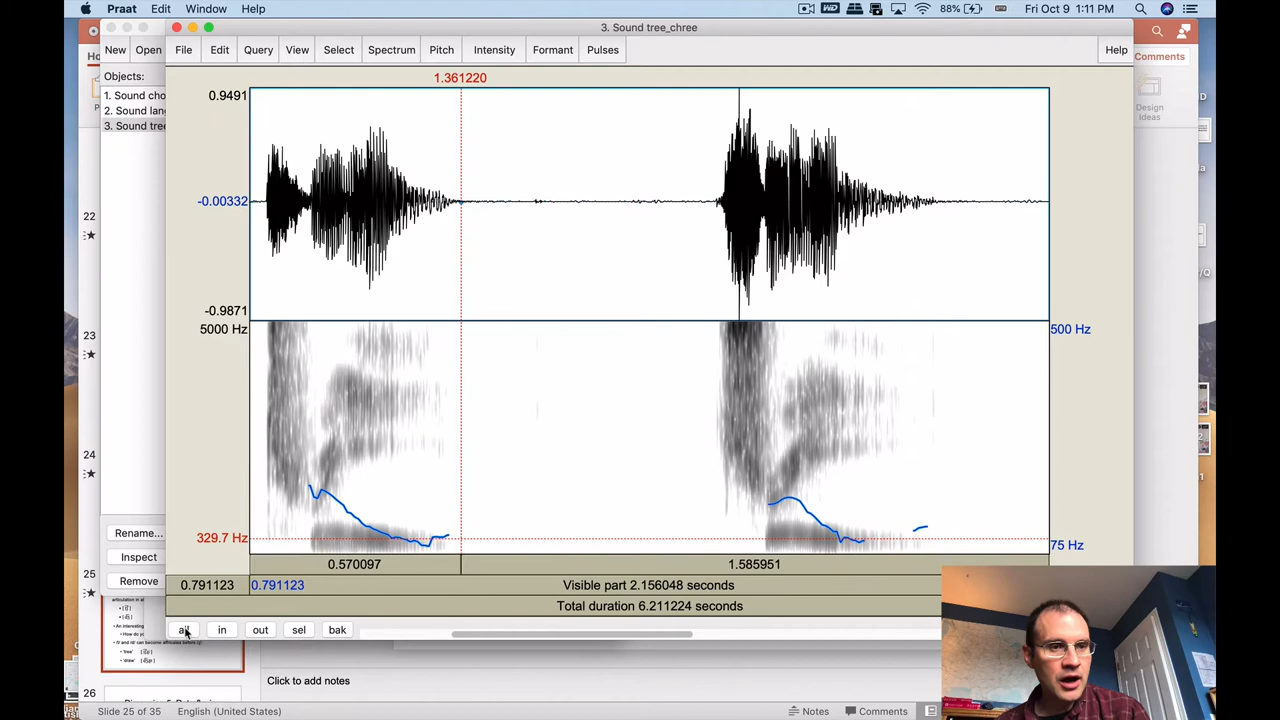 Praat Edit Window Help
WD 88% Fri Oct 9 1:11 PM
3. Sound tree_chree
New Open
File Edit Query View Select Spectrum Pitch Intensity Formant Pulses Help
Comments
Objects:
1. Sound cho
2. Sound lang
3. Sound tree
Design
Ideas
1.361220
0.9491
-0.00332
-0.9871
5000 Hz
500 Hz
329.7 Hz
75 Hz
22
23
24
25
26
Rename...
Inspect
Remove
0.570097 1.585951
0.791123 0.791123 Visible part 2.156048 seconds
Total duration 6.211224 seconds
all in out sel bak
Click to add notes
Slide 25 of 35 English (United States) Notes Comments